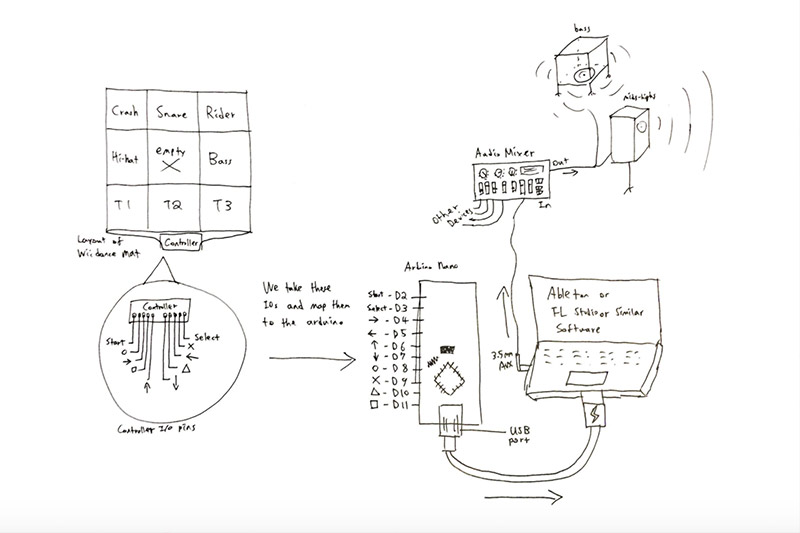 bass
mids-highs
Crash Snare Rider
Hi-hat empty Bass
T1 T2 T3
Controller
Layout of
Wii dance mat
Audio Mixer
out
In
Other
Devices
Controller
Start
Select
Controller I/O pins
We take these
IOs and map them
to the arduino
Arduino Nano
Start - D2
Select - D3
→ - D4
← - D5
↑ - D6
↓ - D7
○ - D8
× - D9
△ - D10
□ - D11
USB
port
3.5mm
AUX
Ableton or
FL Studio or Similar
Software